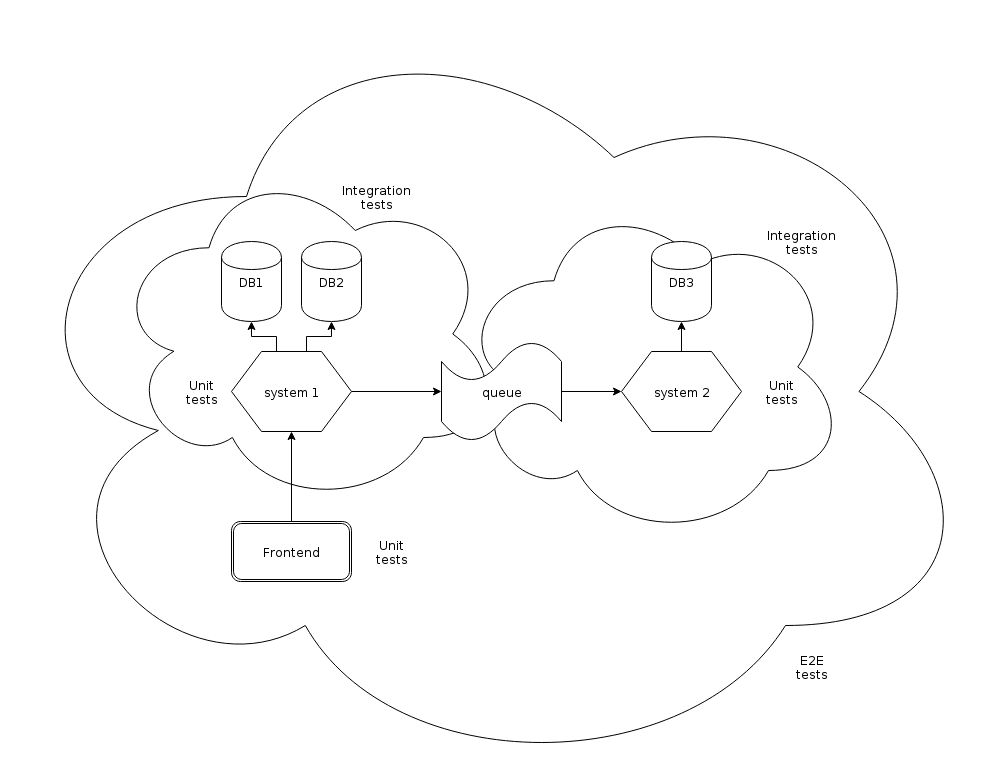 Integration
tests
Integration
tests
DB1
DB2
DB3
Unit
tests
system 1
queue
system 2
Unit
tests
Frontend
Unit
tests
E2E
tests